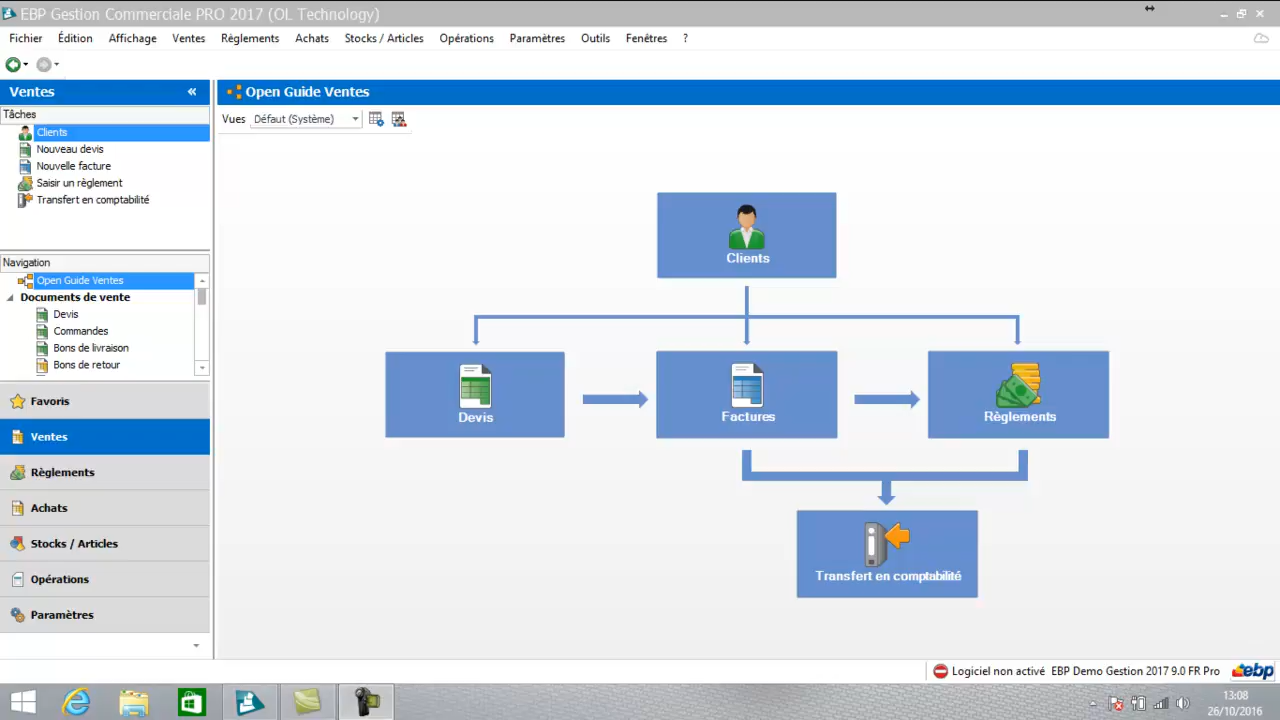 EBP Gestion Commerciale PRO 2017 (OL Technology)
Fichier Édition Affichage Ventes Règlements Achats Stocks / Articles Opérations Paramètres Outils Fenêtres ?
Ventes «
Open Guide Ventes
Tâches
Vues Défaut (Système)
Clients
Nouveau devis
Nouvelle facture
Saisir un règlement
Transfert en comptabilité
Navigation
Open Guide Ventes
Documents de vente
Devis
Commandes
Bons de livraison
Bons de retour
Favoris
Ventes
Règlements
Achats
Stocks / Articles
Opérations
Paramètres
Clients
Devis
Factures
Règlements
Transfert en comptabilité
Logiciel non activé EBP Demo Gestion 2017 9.0 FR Pro ebp
13:08
26/10/2016